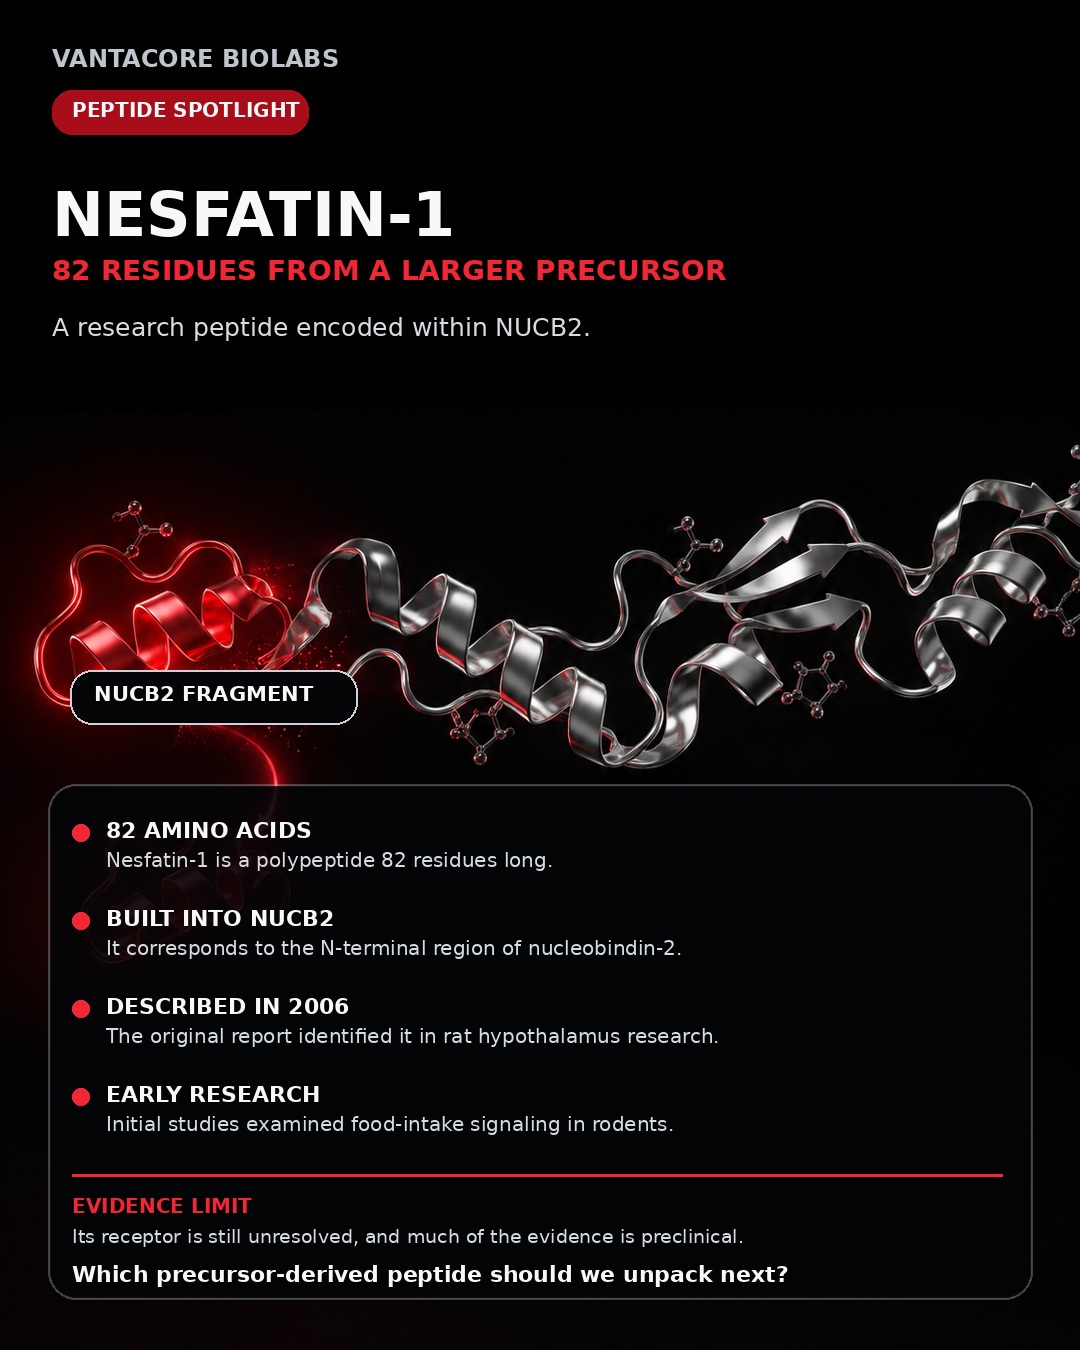 VANTACORE BIOLABS
PEPTIDE SPOTLIGHT
NESFATIN-1
82 RESIDUES FROM A LARGER PRECURSOR
A research peptide encoded within NUCB2.
NUCB2 FRAGMENT
82 AMINO ACIDS
Nesfatin-1 is a polypeptide 82 residues long.
BUILT INTO NUCB2
It corresponds to the N-terminal region of nucleobindin-2.
DESCRIBED IN 2006
The original report identified it in rat hypothalamus research.
EARLY RESEARCH
Initial studies examined food-intake signaling in rodents.
EVIDENCE LIMIT
Its receptor is still unresolved, and much of the evidence is preclinical.
Which precursor-derived peptide should we unpack next?